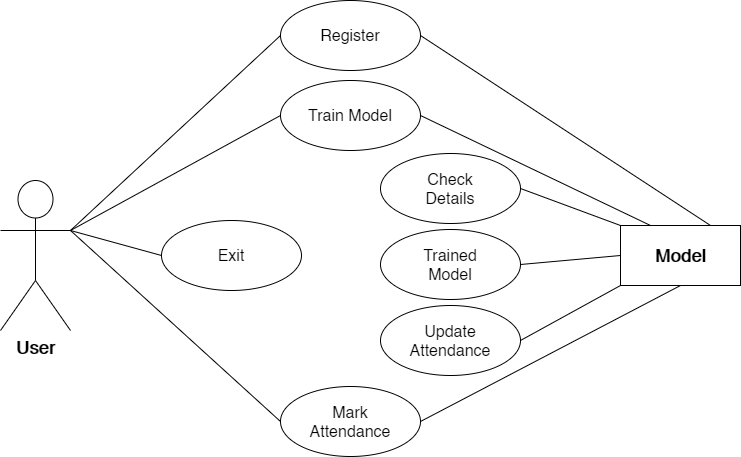 Register
Train Model
Check
Details
Exit
Trained
Model
Model
User
Update
Attendance
Mark
Attendance